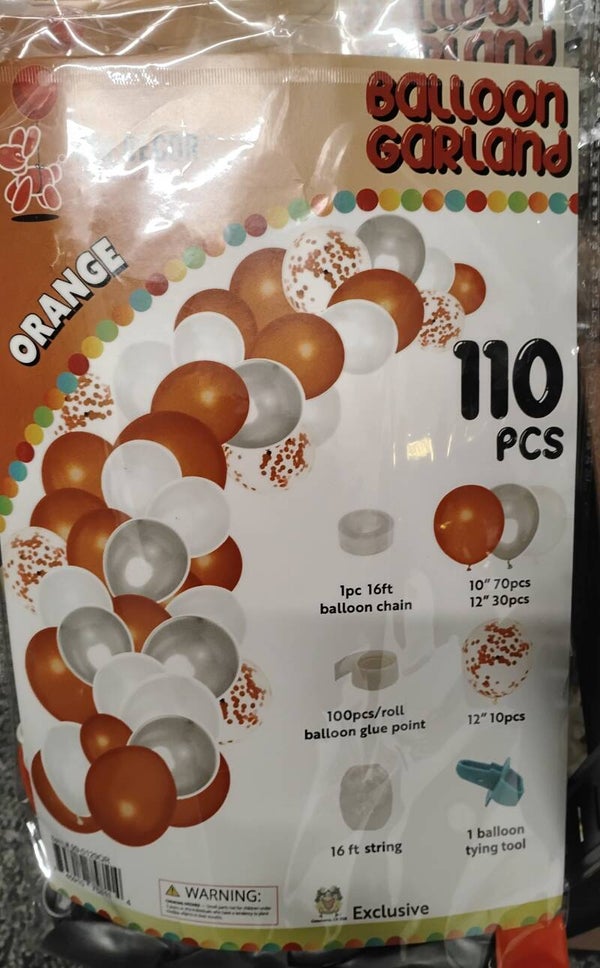 BALLOON
GARLAND
ORANGE
110
PCS
1pc 16ft
balloon chain
10" 70pcs
12" 30pcs
100pcs/roll
balloon glue point
12" 10pcs
16 ft string
1 balloon
tying tool
WARNING:
Exclusive